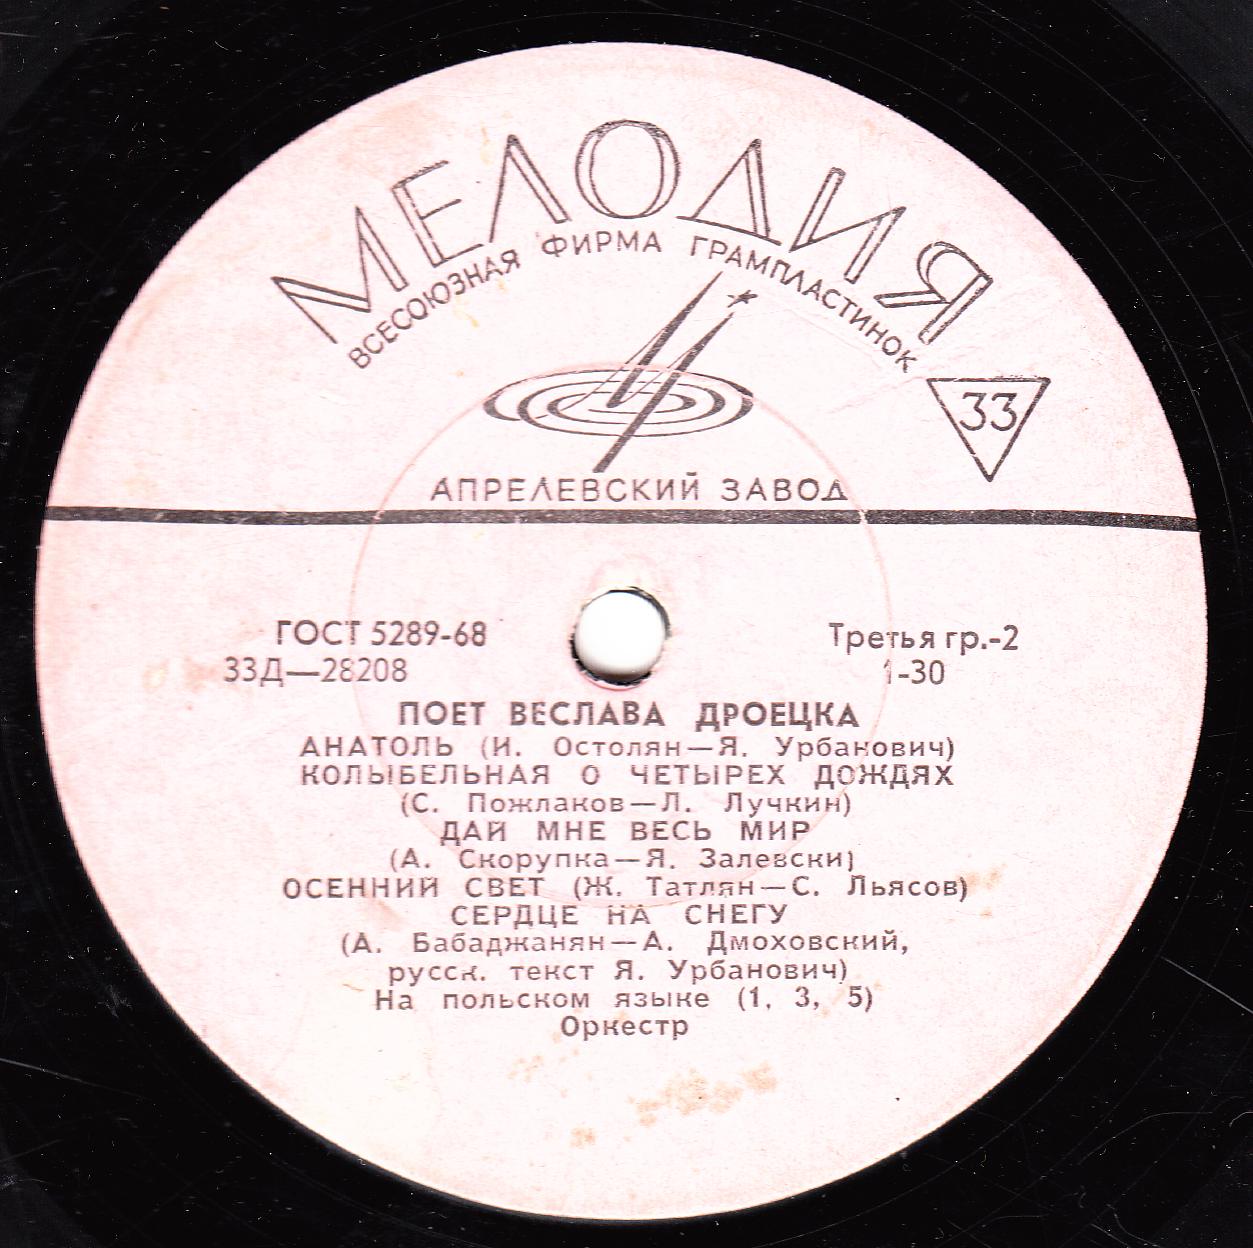 МЕЛОДИЯ
ВСЕСОЮЗНАЯ ФИРМА ГРАМПЛАСТИНОК
33
АПРЕЛЕВСКИЙ ЗАВОД
ГОСТ 5289-68
Третья гр.-2
33Д—28208
1-30
ПОЕТ ВЕСЛАВА ДРОЕЦКА
АНАТОЛЬ (И. Остолян—Я. Урбанович)
КОЛЫБЕЛЬНАЯ О ЧЕТЫРЕХ ДОЖДЯХ
(С. Пожлаков—Л. Лучкин)
ДАЙ МНЕ ВЕСЬ МИР
(А. Скорупка—Я. Залевски)
ОСЕННИЙ СВЕТ (Ж. Татлян—С. Льясов)
СЕРДЦЕ НА СНЕГУ
(А. Бабаджанян—А. Дмоховский,
русск. текст Я. Урбанович)
На польском языке (1, 3, 5)
Оркестр